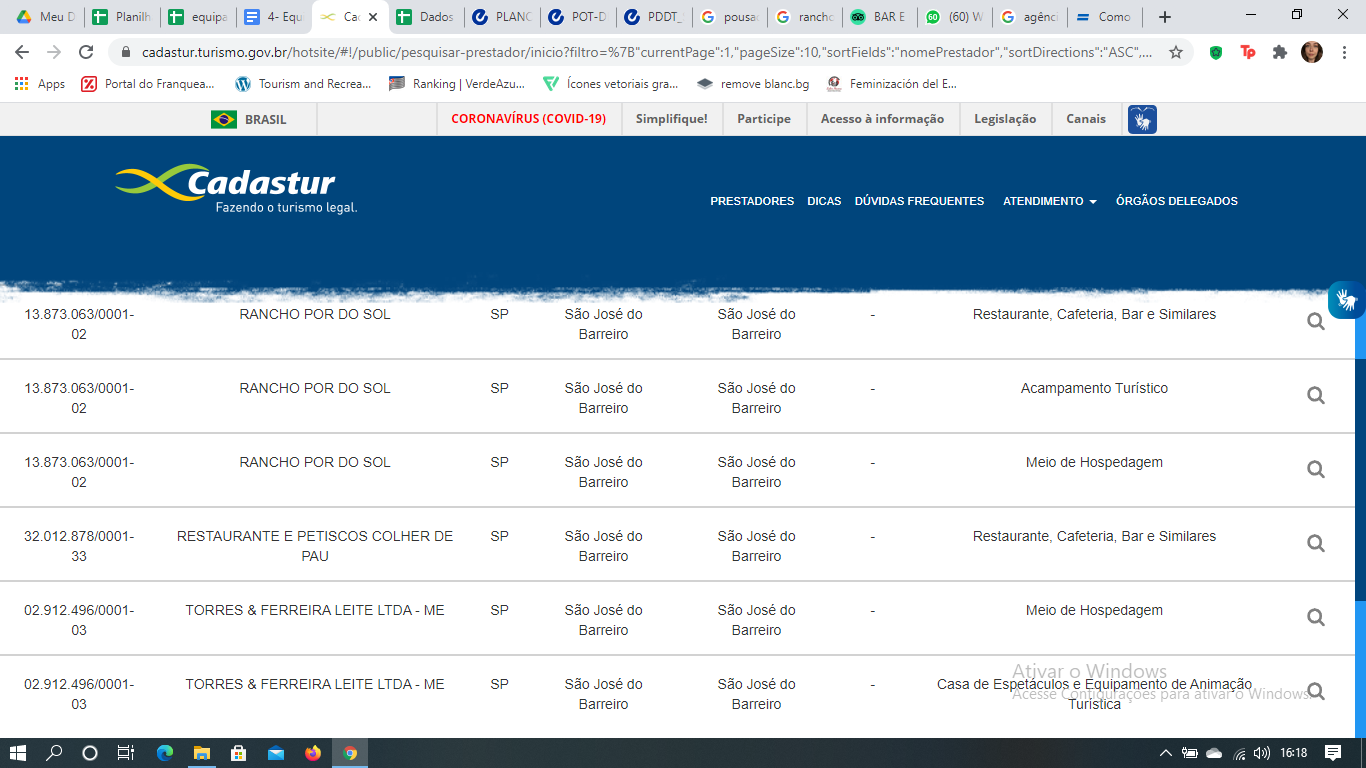 Meu D
Planilh
equipa
4- Equ
Cac
Dados
PLANC
POT-D
PDDT_
pousa
rancho
BAR E
(60) W
agênci
Como
cadastur.turismo.gov.br/hotsite/#!/public/pesquisar-prestador/inicio?filtro=%7B"currentPage":1,"pageSize":10,"sortFields":"nomePrestador","sortDirections":"ASC",...
Apps
Portal do Franquea...
Tourism and Recrea...
Ranking | VerdeAzu...
Ícones vetoriais gra...
remove blanc.bg
Feminización del E...
BRASIL
CORONAVÍRUS (COVID-19)
Simplifique!
Participe
Acesso à informação
Legislação
Canais
Cadastur
Fazendo o turismo legal.
PRESTADORES
DICAS
DÚVIDAS FREQUENTES
ATENDIMENTO
ÓRGÃOS DELEGADOS
13.873.063/0001-
02
RANCHO POR DO SOL
SP
São José do
Barreiro
São José do
Barreiro
-
Restaurante, Cafeteria, Bar e Similares
13.873.063/0001-
02
RANCHO POR DO SOL
SP
São José do
Barreiro
São José do
Barreiro
-
Acampamento Turístico
13.873.063/0001-
02
RANCHO POR DO SOL
SP
São José do
Barreiro
São José do
Barreiro
-
Meio de Hospedagem
32.012.878/0001-
33
RESTAURANTE E PETISCOS COLHER DE
PAU
SP
São José do
Barreiro
São José do
Barreiro
-
Restaurante, Cafeteria, Bar e Similares
02.912.496/0001-
03
TORRES & FERREIRA LEITE LTDA - ME
SP
São José do
Barreiro
São José do
Barreiro
-
Meio de Hospedagem
02.912.496/0001-
03
TORRES & FERREIRA LEITE LTDA - ME
SP
São José do
Barreiro
São José do
Barreiro
-
Casa de Espetáculos e Equipamento de Animação
Turística
Ativar o Windows
Acesse Configurações para ativar o Windows.
16:18